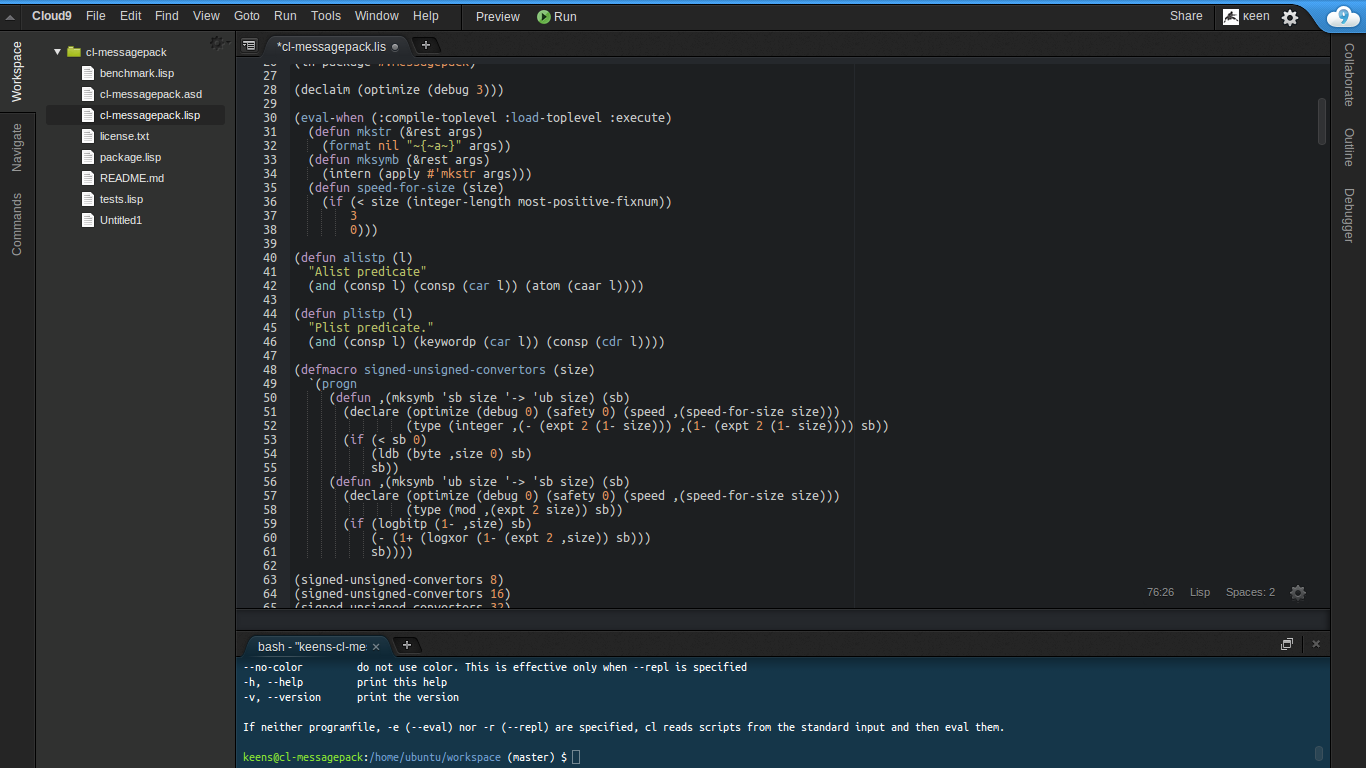 Cloud9 File Edit Find View Goto Run Tools Window Help Preview Run Share keen 9
Workspace
Navigate
Commands
cl-messagepack
benchmark.lisp
cl-messagepack.asd
cl-messagepack.lisp
license.txt
package.lisp
README.md
tests.lisp
Untitled1
*cl-messagepack.lis
27
28 (declaim (optimize (debug 3)))
29
30 (eval-when (:compile-toplevel :load-toplevel :execute)
31   (defun mkstr (&rest args)
32     (format nil "~{~a~}" args))
33   (defun mksymb (&rest args)
34     (intern (apply #'mkstr args)))
35   (defun speed-for-size (size)
36     (if (< size (integer-length most-positive-fixnum))
37         3
38         0)))
39
40 (defun alistp (l)
41   "Alist predicate"
42   (and (consp l) (consp (car l)) (atom (caar l))))
43
44 (defun plistp (l)
45   "Plist predicate."
46   (and (consp l) (keywordp (car l)) (consp (cdr l))))
47
48 (defmacro signed-unsigned-convertors (size)
49   `(progn
50      (defun ,(mksymb 'sb size '-> 'ub size) (sb)
51        (declare (optimize (debug 0) (safety 0) (speed ,(speed-for-size size)))
52                 (type (integer ,(- (expt 2 (1- size))) ,(1- (expt 2 (1- size)))) sb))
53        (if (< sb 0)
54            (ldb (byte ,size 0) sb)
55            sb))
56      (defun ,(mksymb 'ub size '-> 'sb size) (sb)
57        (declare (optimize (debug 0) (safety 0) (speed ,(speed-for-size size)))
58                 (type (mod ,(expt 2 size)) sb))
59        (if (logbitp (1- ,size) sb)
60            (- (1+ (logxor (1- (expt 2 ,size)) sb)))
61            sb))))
62
63 (signed-unsigned-convertors 8)
64 (signed-unsigned-convertors 16)
65 (signed-unsigned-convertors 32)
76:26 Lisp Spaces: 2
Collaborate
Outline
Debugger
bash - "keens-cl-me
--no-color        do not use color. This is effective only when --repl is specified
-h, --help        print this help
-v, --version     print the version
If neither programfile, -e (--eval) nor -r (--repl) are specified, cl reads scripts from the standard input and then eval them.
keens@cl-messagepack:/home/ubuntu/workspace (master) $